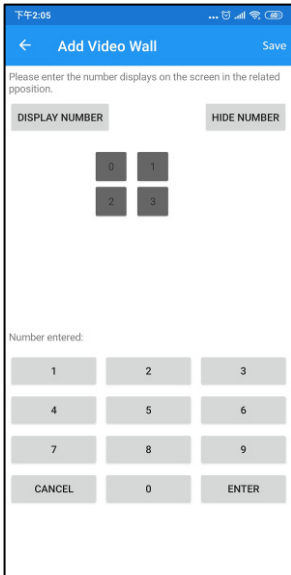 下午2:05 ... 48
← Add Video Wall Save
Please enter the number displays on the screen in the related
pposition.
DISPLAY NUMBER HIDE NUMBER
0 1
2 3
Number entered:
1 2 3
4 5 6
7 8 9
CANCEL 0 ENTER